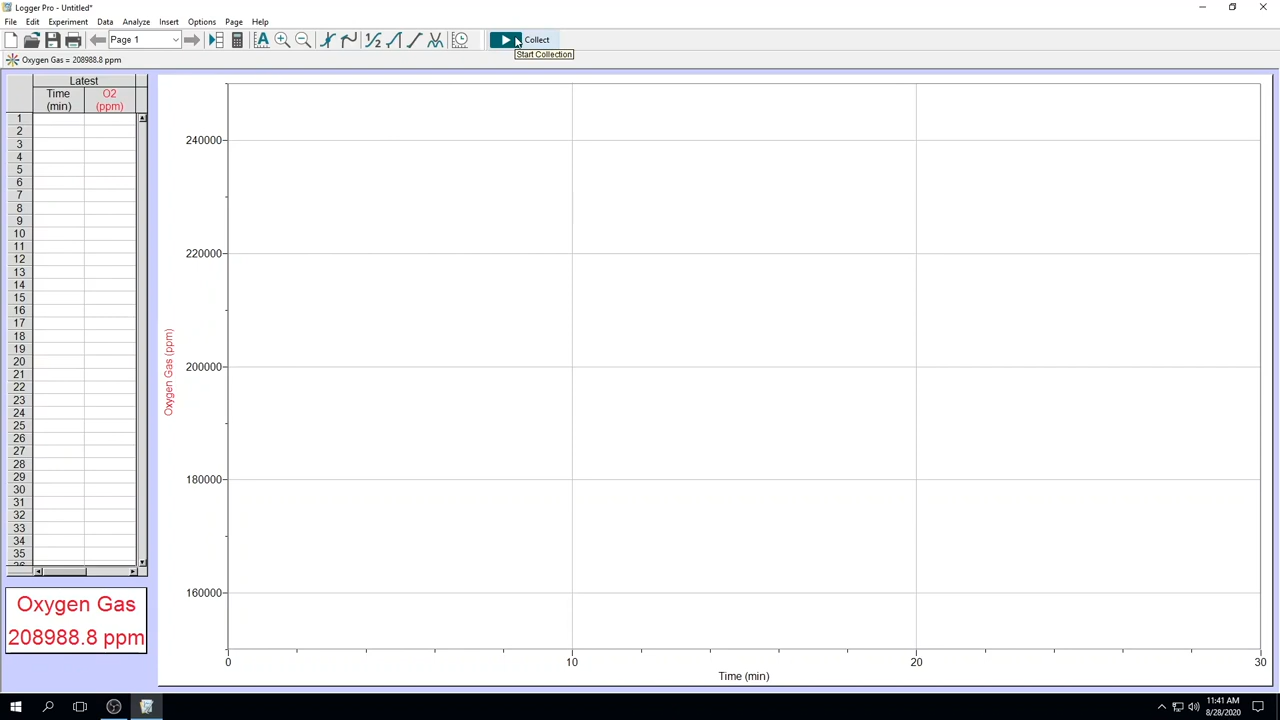 Logger Pro - Untitled*
File Edit Experiment Data Analyze Insert Options Page Help
Page 1
Collect
Start Collection
Oxygen Gas = 208988.8 ppm
Latest
Time (min)
O2 (ppm)
1
2
3
4
5
6
7
8
9
10
11
12
13
14
15
16
17
18
19
20
21
22
23
24
25
26
27
28
29
30
31
32
33
34
35
Oxygen Gas
208988.8 ppm
Oxygen Gas (ppm)
240000
220000
200000
180000
160000
0 10 20 30
Time (min)
11:41 AM
8/28/2020